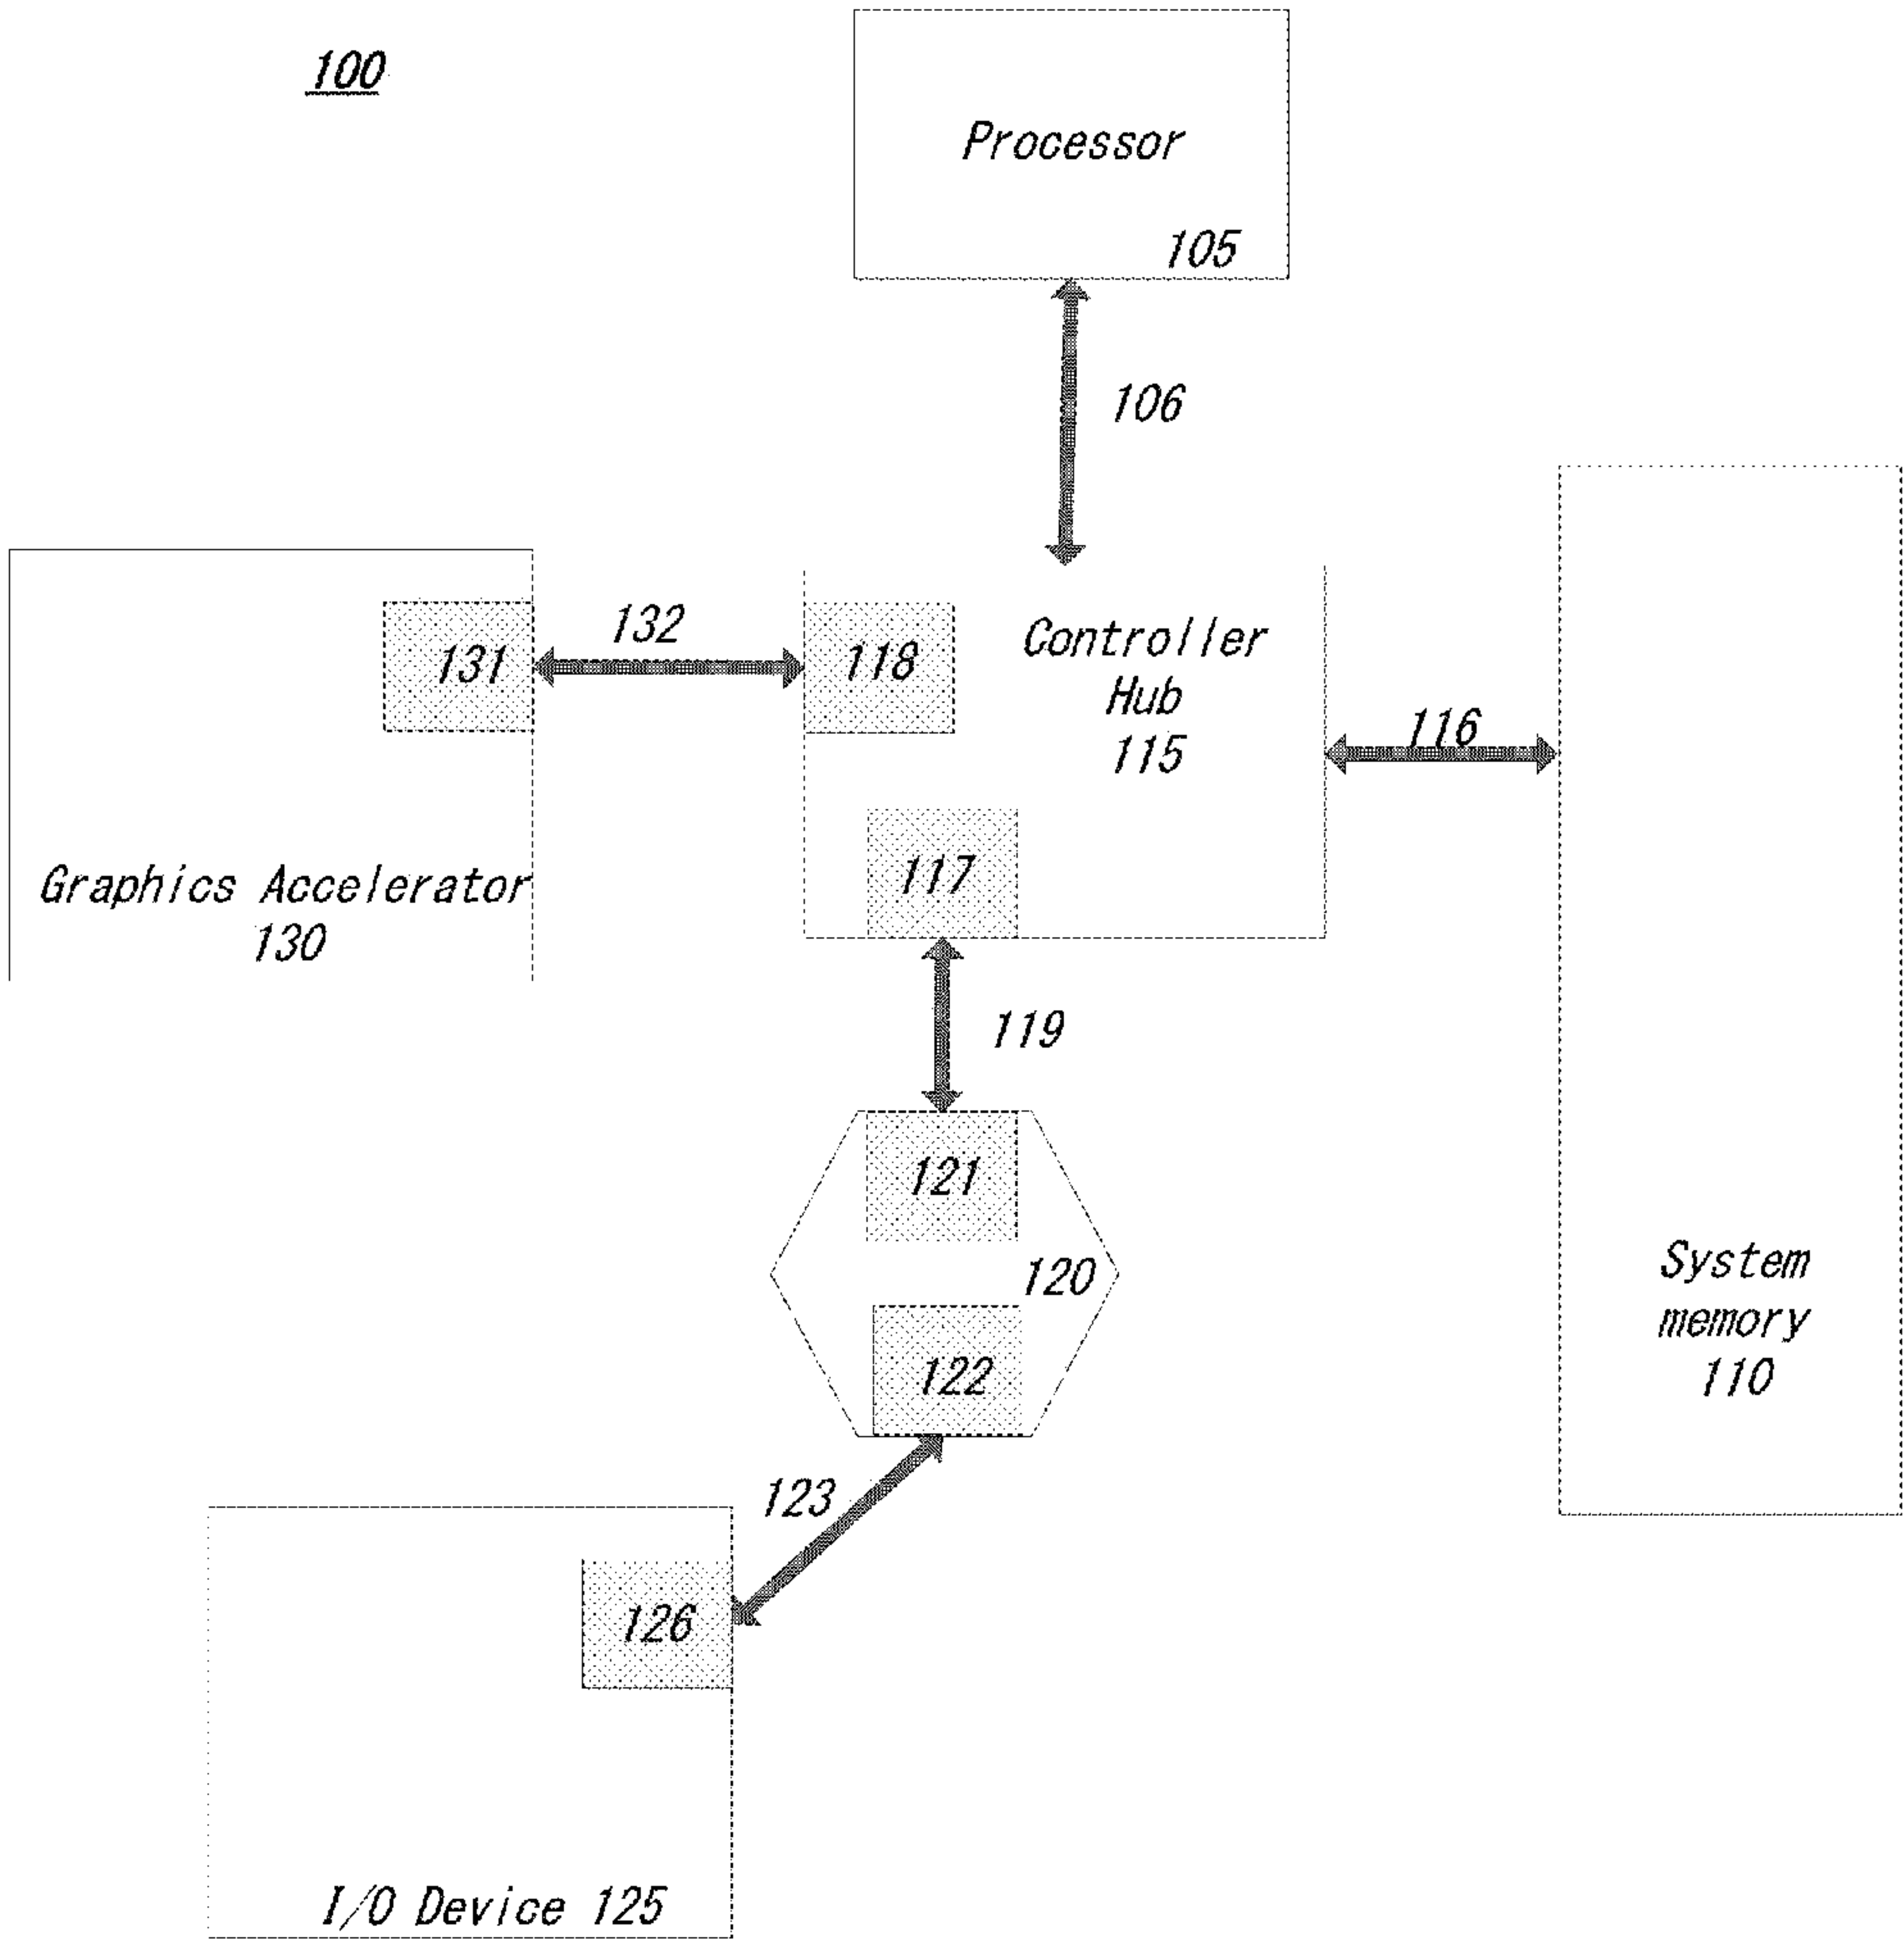 100
Processor
105
106
132
131
118
Controller
Hub
115
116
117
Graphics Accelerator
130
119
121
120
122
System
memory
110
123
126
I/O Device 125